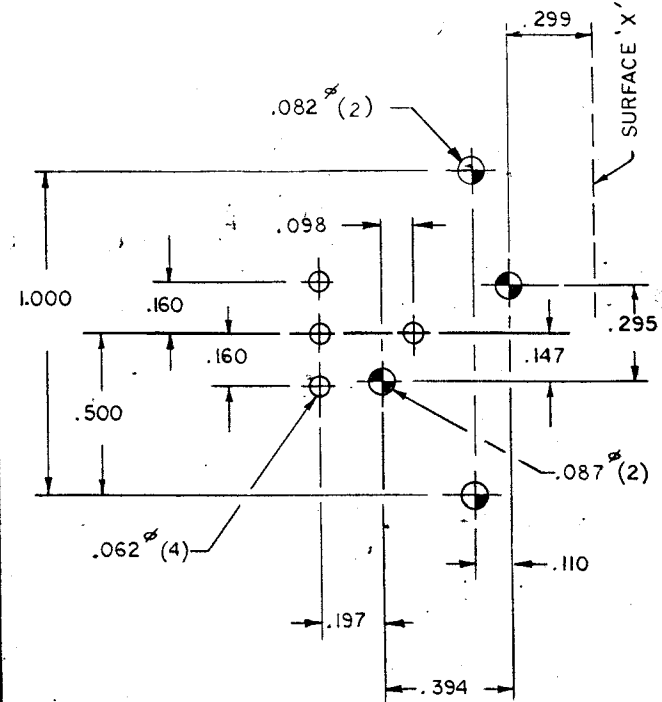 .299
SURFACE 'X'
.082 ⌀ (2)
.098
1.000
.160
.295
.160
.147
.500
.087 ⌀ (2)
.062 ⌀ (4)
.110
.197
.394